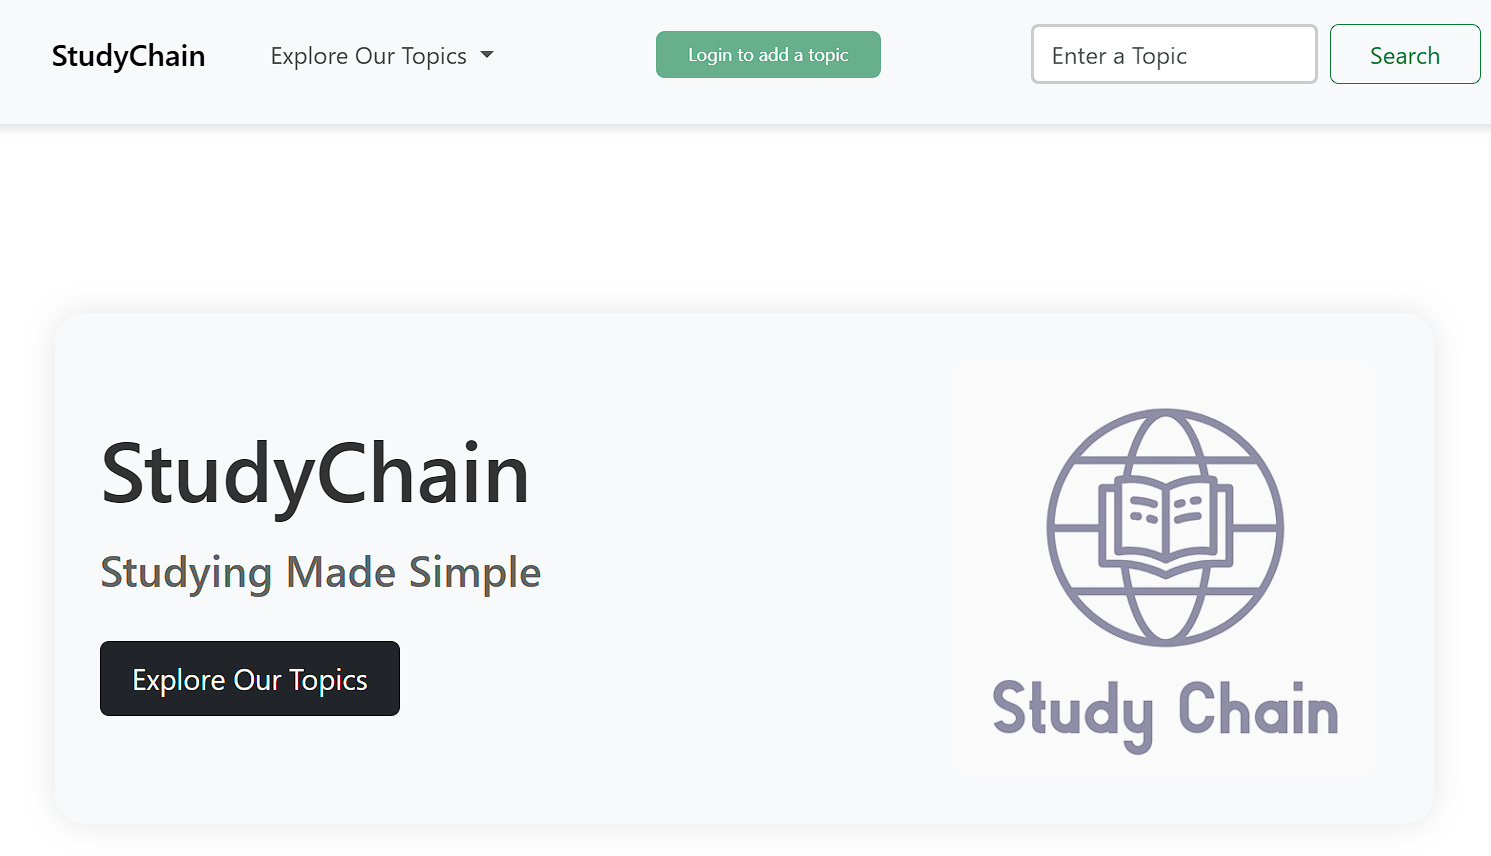 StudyChain
Explore Our Topics
Login to add a topic
Enter a Topic
Search
StudyChain
Studying Made Simple
Explore Our Topics
Study Chain